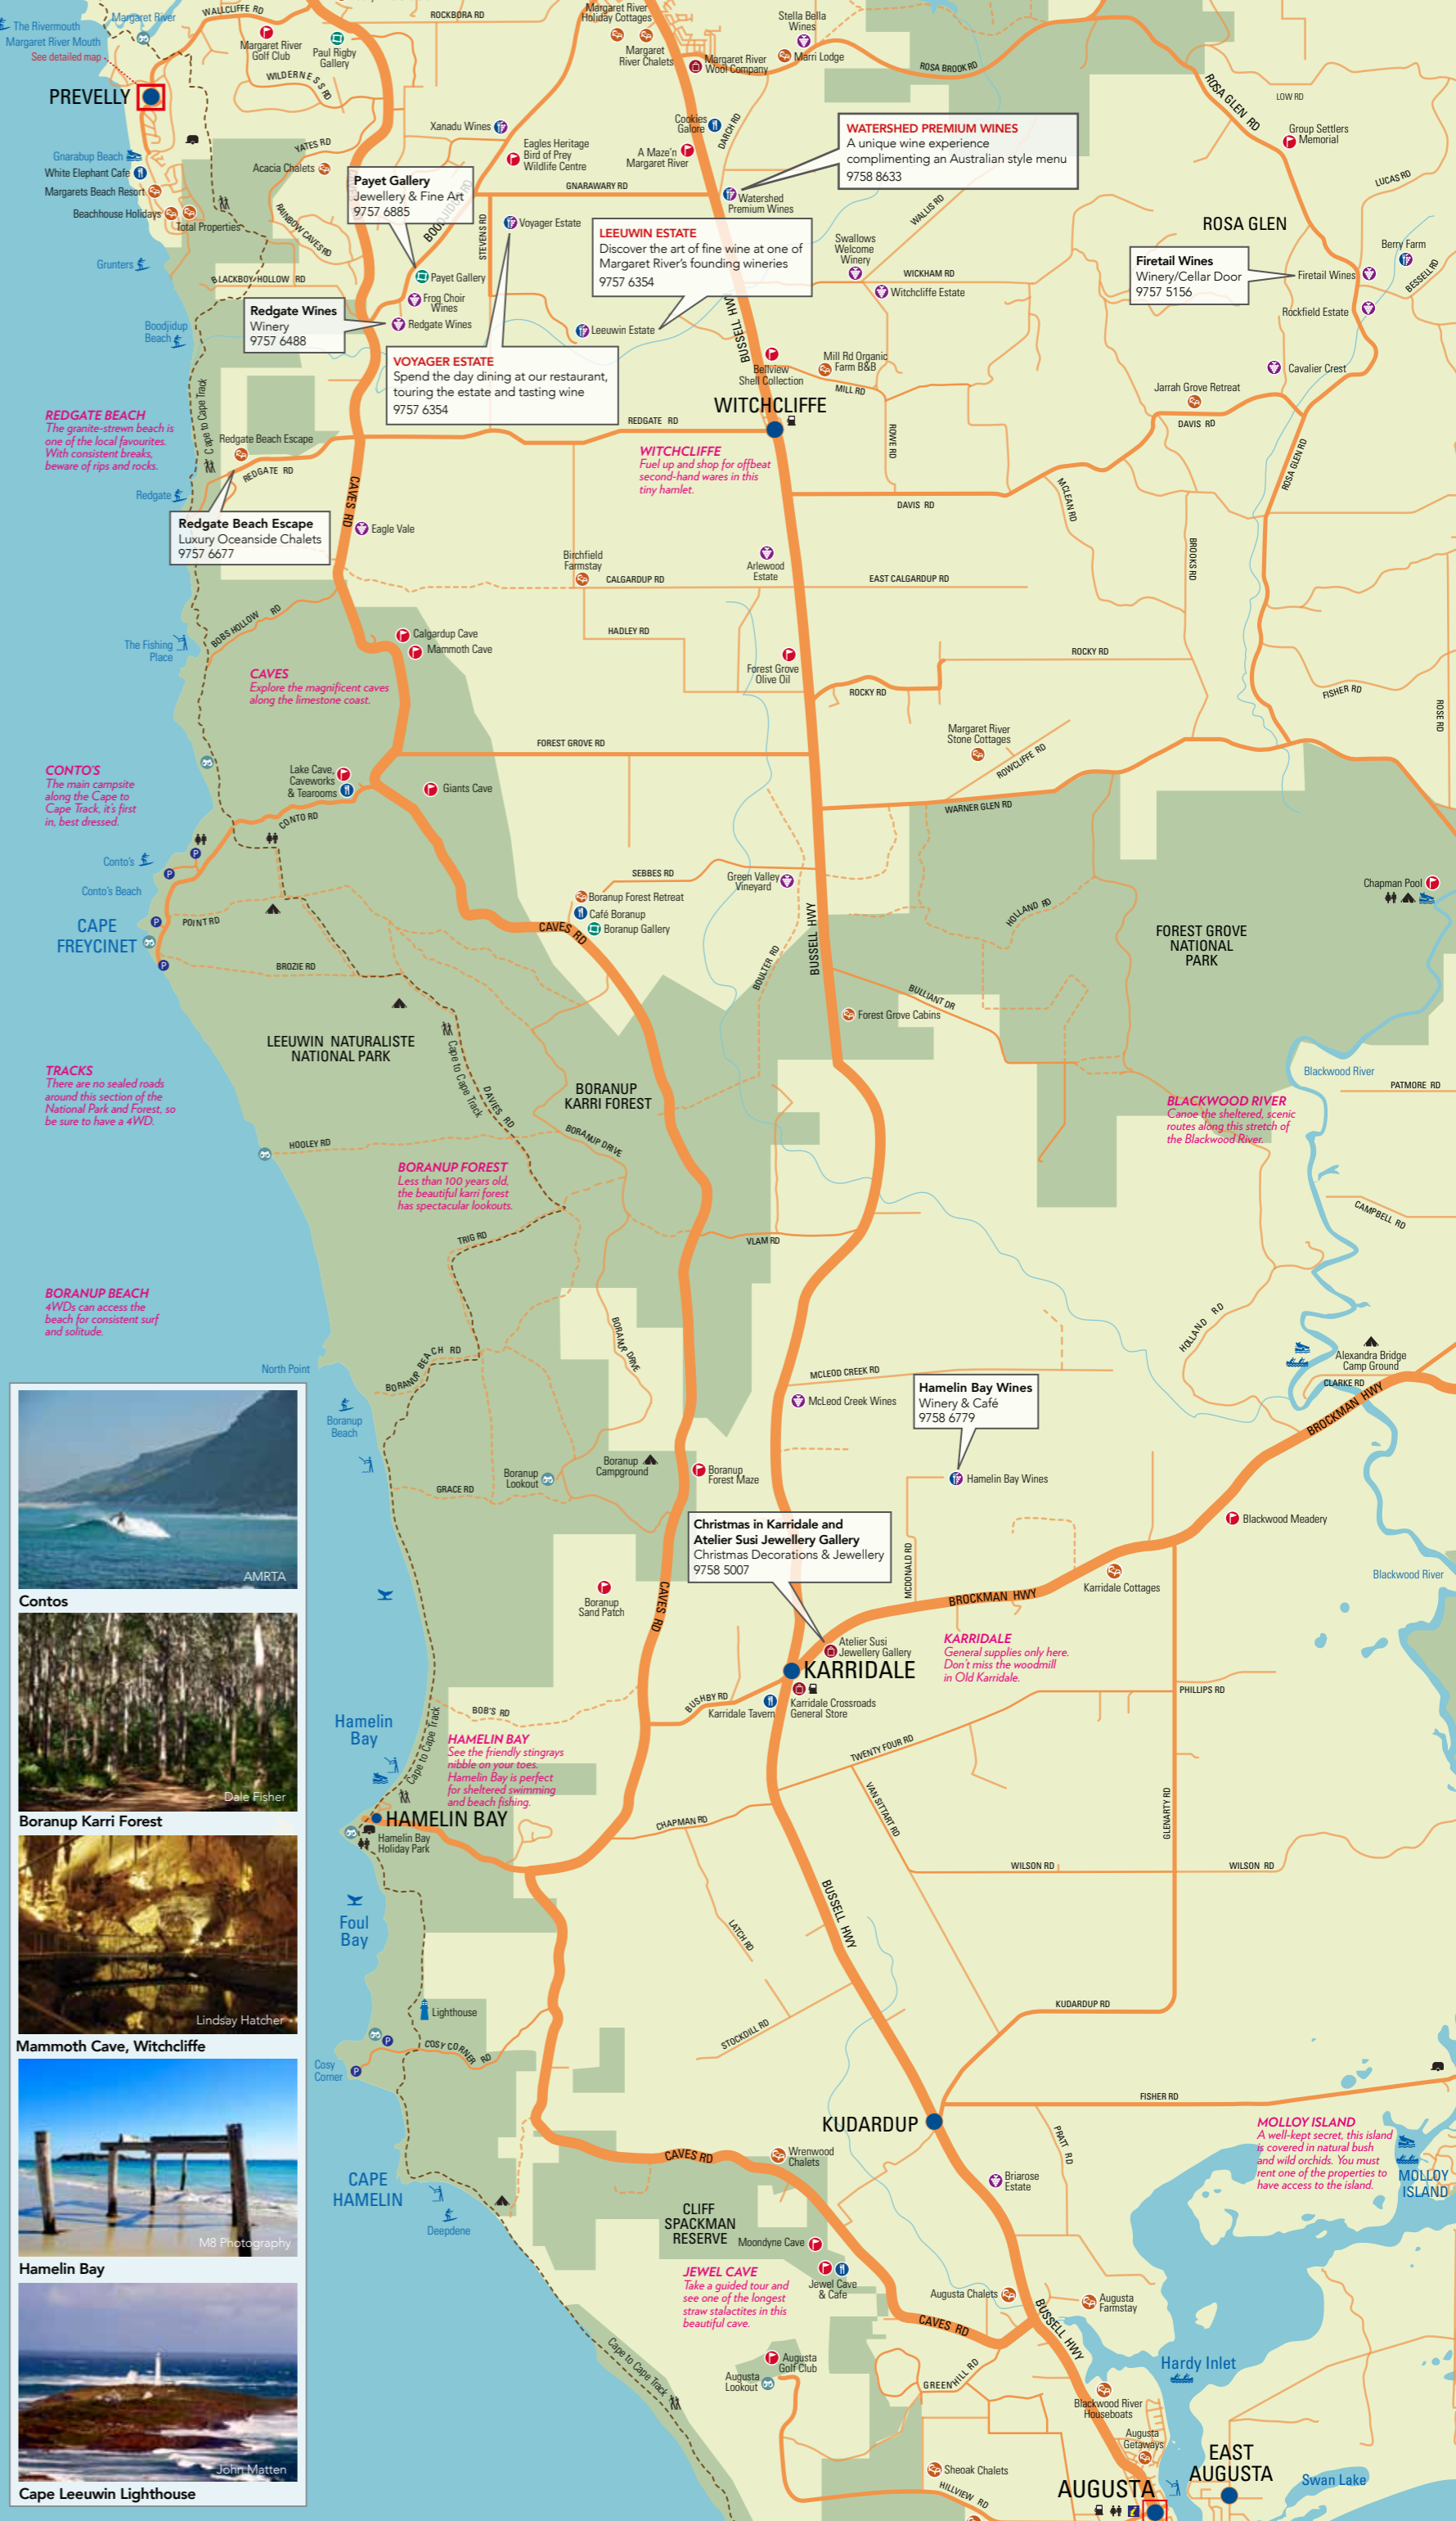 The Rivermouth
Margaret River
Margaret River Mouth
See detailed map
PREVELLY
WALLCLIFFE RD
Margaret River
Golf Club
Paul Rigby
Gallery
WILDERNESS RD
ROCKBORA RD
Margaret River
Holiday Cottages
Margaret
River Chalets
Stella Bella
Wines
Marri Lodge
Margaret River
Wool Company
ROSA BROOK RD
ROSA GLEN RD
LOW RD
Group Settlers
Memorial
LUCAS RD
Gnarabup Beach
White Elephant Cafe
Margarets Beach Resort
Beachhouse Holidays
Total Properties
Grunters
YATES RD
Acacia Chalets
Xanadu Wines
Eagles Heritage
Bird of Prey
Wildlife Centre
Cookies
Galore
DARCH RD
A Maze'n
Margaret River
GNARAWARY RD
WATERSHED PREMIUM WINES
A unique wine experience
complimenting an Australian style menu
9758 8633
Watershed
Premium Wines
Payet Gallery
Jewellery & Fine Art
9757 6885
RAINBOW CAVES RD
STEVENS RD
Voyager Estate
LEEUWIN ESTATE
Discover the art of fine wine at one of
Margaret River's founding wineries
9757 6354
WALLIS RD
Swallows
Welcome
Winery
WICKHAM RD
Witchcliffe Estate
ROSA GLEN
Firetail Wines
Winery/Cellar Door
9757 5156
Firetail Wines
Berry Farm
BESSELL RD
Rockfield Estate
BLACKBOY HOLLOW RD
Payet Gallery
Frog Choir
Wines
Redgate Wines
Redgate Wines
Winery
9757 6488
Leeuwin Estate
BUSSELL HWY
Boodjidup
Beach
VOYAGER ESTATE
Spend the day dining at our restaurant,
touring the estate and tasting wine
9757 6354
Bellview
Shell Collection
Mill Rd Organic
Farm B&B
MILL RD
Cavalier Crest
Jarrah Grove Retreat
DAVIS RD
WITCHCLIFFE
REDGATE RD
ROWE RD
Cape to Cape Track
REDGATE BEACH
The granite-strewn beach is
one of the local favourites.
With consistent breaks,
beware of rips and rocks.
Redgate Beach Escape
REDGATE RD
Redgate
Redgate Beach Escape
Luxury Oceanside Chalets
9757 6677
WITCHCLIFFE
Fuel up and shop for offbeat
second-hand wares in this
tiny hamlet.
CAVES RD
Eagle Vale
DAVIS RD
MCLEAN RD
ROSA GLEN RD
BROOKS RD
Birchfield
Farmstay
CALGARDUP RD
Arlewood
Estate
EAST CALGARDUP RD
BOBS HOLLOW RD
The Fishing
Place
HADLEY RD
Calgardup Cave
Mammoth Cave
CAVES
Explore the magnificent caves
along the limestone coast.
Forest Grove
Olive Oil
ROCKY RD
ROCKY RD
FISHER RD
ROSE RD
Margaret River
Stone Cottages
ROWCLIFFE RD
FOREST GROVE RD
WARNER GLEN RD
CONTO'S
The main campsite
along the Cape to
Cape Track, it's first
in, best dressed.
Lake Cave,
Caveworks
& Tearooms
Giants Cave
CONTO RD
Conto's
Conto's Beach
CAPE
FREYCINET
POINT RD
BROZIE RD
SEBBES RD
Green Valley
Vineyard
Boranup Forest Retreat
Café Boranup
Boranup Gallery
CAVES RD
BOULTER RD
BUSSELL HWY
HOLLAND RD
Chapman Pool
FOREST GROVE
NATIONAL
PARK
BULLIANT DR
Forest Grove Cabins
LEEUWIN NATURALISTE
NATIONAL PARK
Cape to Cape Track
DAVIES RD
BORANUP
KARRI FOREST
TRACKS
There are no sealed roads
around this section of the
National Park and Forest, so
be sure to have a 4WD.
Blackwood River
PATMORE RD
BLACKWOOD RIVER
Canoe the sheltered, scenic
routes along this stretch of
the Blackwood River.
HOOLEY RD
BORANUP DRIVE
BORANUP FOREST
Less than 100 years old,
the beautiful karri forest
has spectacular lookouts.
CAMPBELL RD
TRIG RD
VLAM RD
BORANUP BEACH
4WDs can access the
beach for consistent surf
and solitude.
HOLLAND RD
BORANUP DRIVE
North Point
BORANUP BEACH RD
Boranup
Beach
MCLEOD CREEK RD
McLeod Creek Wines
Hamelin Bay Wines
Winery & Café
9758 6779
Hamelin Bay Wines
Alexandra Bridge
Camp Ground
CLARKE RD
BROCKMAN HWY
Boranup
Lookout
GRACE RD
Boranup
Campground
Boranup
Forest Maze
Christmas in Karridale and
Atelier Susi Jewellery Gallery
Christmas Decorations & Jewellery
9758 5007
MCDONALD RD
Blackwood Meadery
Blackwood River
Karridale Cottages
BROCKMAN HWY
Boranup
Sand Patch
CAVES RD
Atelier Susi
Jewellery Gallery
KARRIDALE
KARRIDALE
General supplies only here.
Don't miss the woodmill
in Old Karridale.
BUSHBY RD
Karridale Tavern
Karridale Crossroads
General Store
PHILLIPS RD
TWENTY FOUR RD
VAN SITTART RD
GLENARTY RD
AMRTA
Contos
Dale Fisher
Boranup Karri Forest
Lindsay Hatcher
Mammoth Cave, Witchcliffe
M8 Photography
Hamelin Bay
John Matten
Cape Leeuwin Lighthouse
BOB'S RD
Hamelin
Bay
Cape to Cape Track
HAMELIN BAY
See the friendly stingrays
nibble on your toes.
Hamelin Bay is perfect
for sheltered swimming
and beach fishing.
HAMELIN BAY
Hamelin Bay
Holiday Park
CHAPMAN RD
WILSON RD
WILSON RD
Foul
Bay
LATCH RD
BUSSELL HWY
Lighthouse
COSY CORNER RD
Cosy
Corner
STOCKDILL RD
KUDARDUP RD
FISHER RD
KUDARDUP
PRATT RD
MOLLOY ISLAND
A well-kept secret, this island
is covered in natural bush
and wild orchids. You must
rent one of the properties to
have access to the island.
MOLLOY
ISLAND
CAVES RD
Wrenwood
Chalets
Briarose
Estate
CAPE
HAMELIN
Deepdene
CLIFF
SPACKMAN
RESERVE
Moondyne Cave
Jewel Cave
& Cafe
JEWEL CAVE
Take a guided tour and
see one of the longest
straw stalactites in this
beautiful cave.
Augusta Chalets
Augusta
Farmstay
CAVES RD
BUSSELL HWY
Cape to Cape Track
Augusta
Golf Club
Augusta
Lookout
GREENHILL RD
Hardy Inlet
Blackwood River
Houseboats
Augusta
Getaways
Sheoak Chalets
HILLVIEW RD
AUGUSTA
EAST
AUGUSTA
Swan Lake